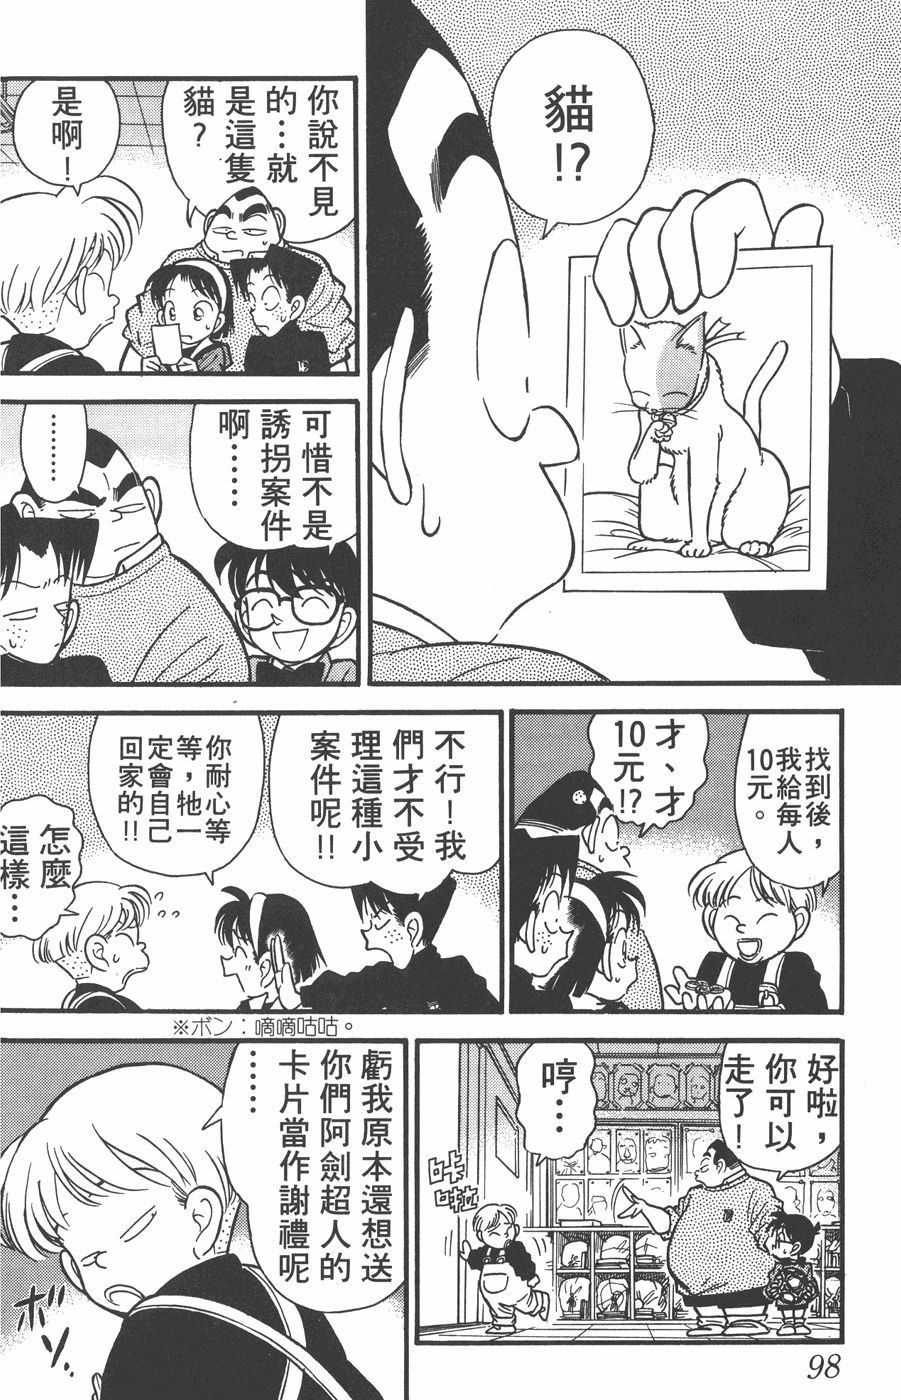 貓!?
你說不見
的…就
是這隻
貓?
是啊!
可惜不是
誘拐案件
啊……
………
找到後,
我給每人
10元。
才、才
10元!?
不行!我
們才不受
理這種小
案件呢!!
你耐心等
等,牠一
定會自己
回家的!!
怎麼
這樣…
※ボン:嘀嘀咕咕。
好啦,
你可以
走了!
哼…
咔
啦
虧我原本還想送
你們阿劍超人的
卡片當作謝禮呢
……
ボソッ
98